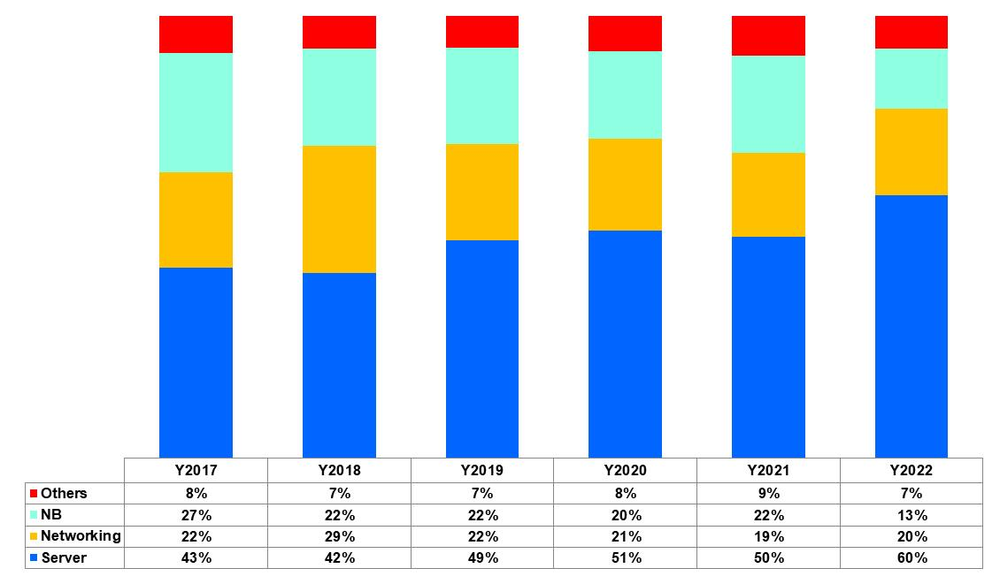 Y2017 Y2018 Y2019 Y2020 Y2021 Y2022
Others 8% 7% 7% 8% 9% 7%
NB 27% 22% 22% 20% 22% 13%
Networking 22% 29% 22% 21% 19% 20%
Server 43% 42% 49% 51% 50% 60%